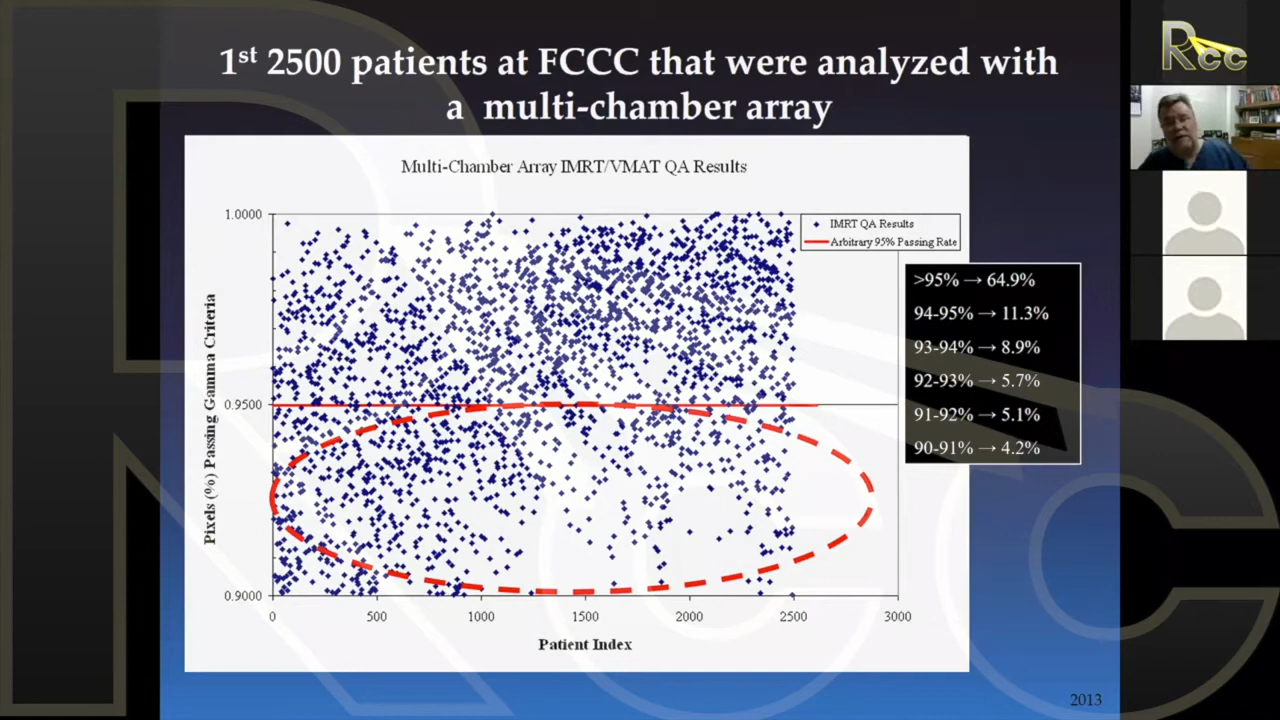 1st 2500 patients at FCCC that were analyzed with
a multi-chamber array
Rcc
Multi-Chamber Array IMRT/VMAT QA Results
IMRT QA Results
Arbitrary 95% Passing Rate
1.0000
0.9500
0.9000
Pixels (%) Passing Gamma Criteria
0 500 1000 1500 2000 2500 3000
Patient Index
>95% → 64.9%
94-95% → 11.3%
93-94% → 8.9%
92-93% → 5.7%
91-92% → 5.1%
90-91% → 4.2%
2013